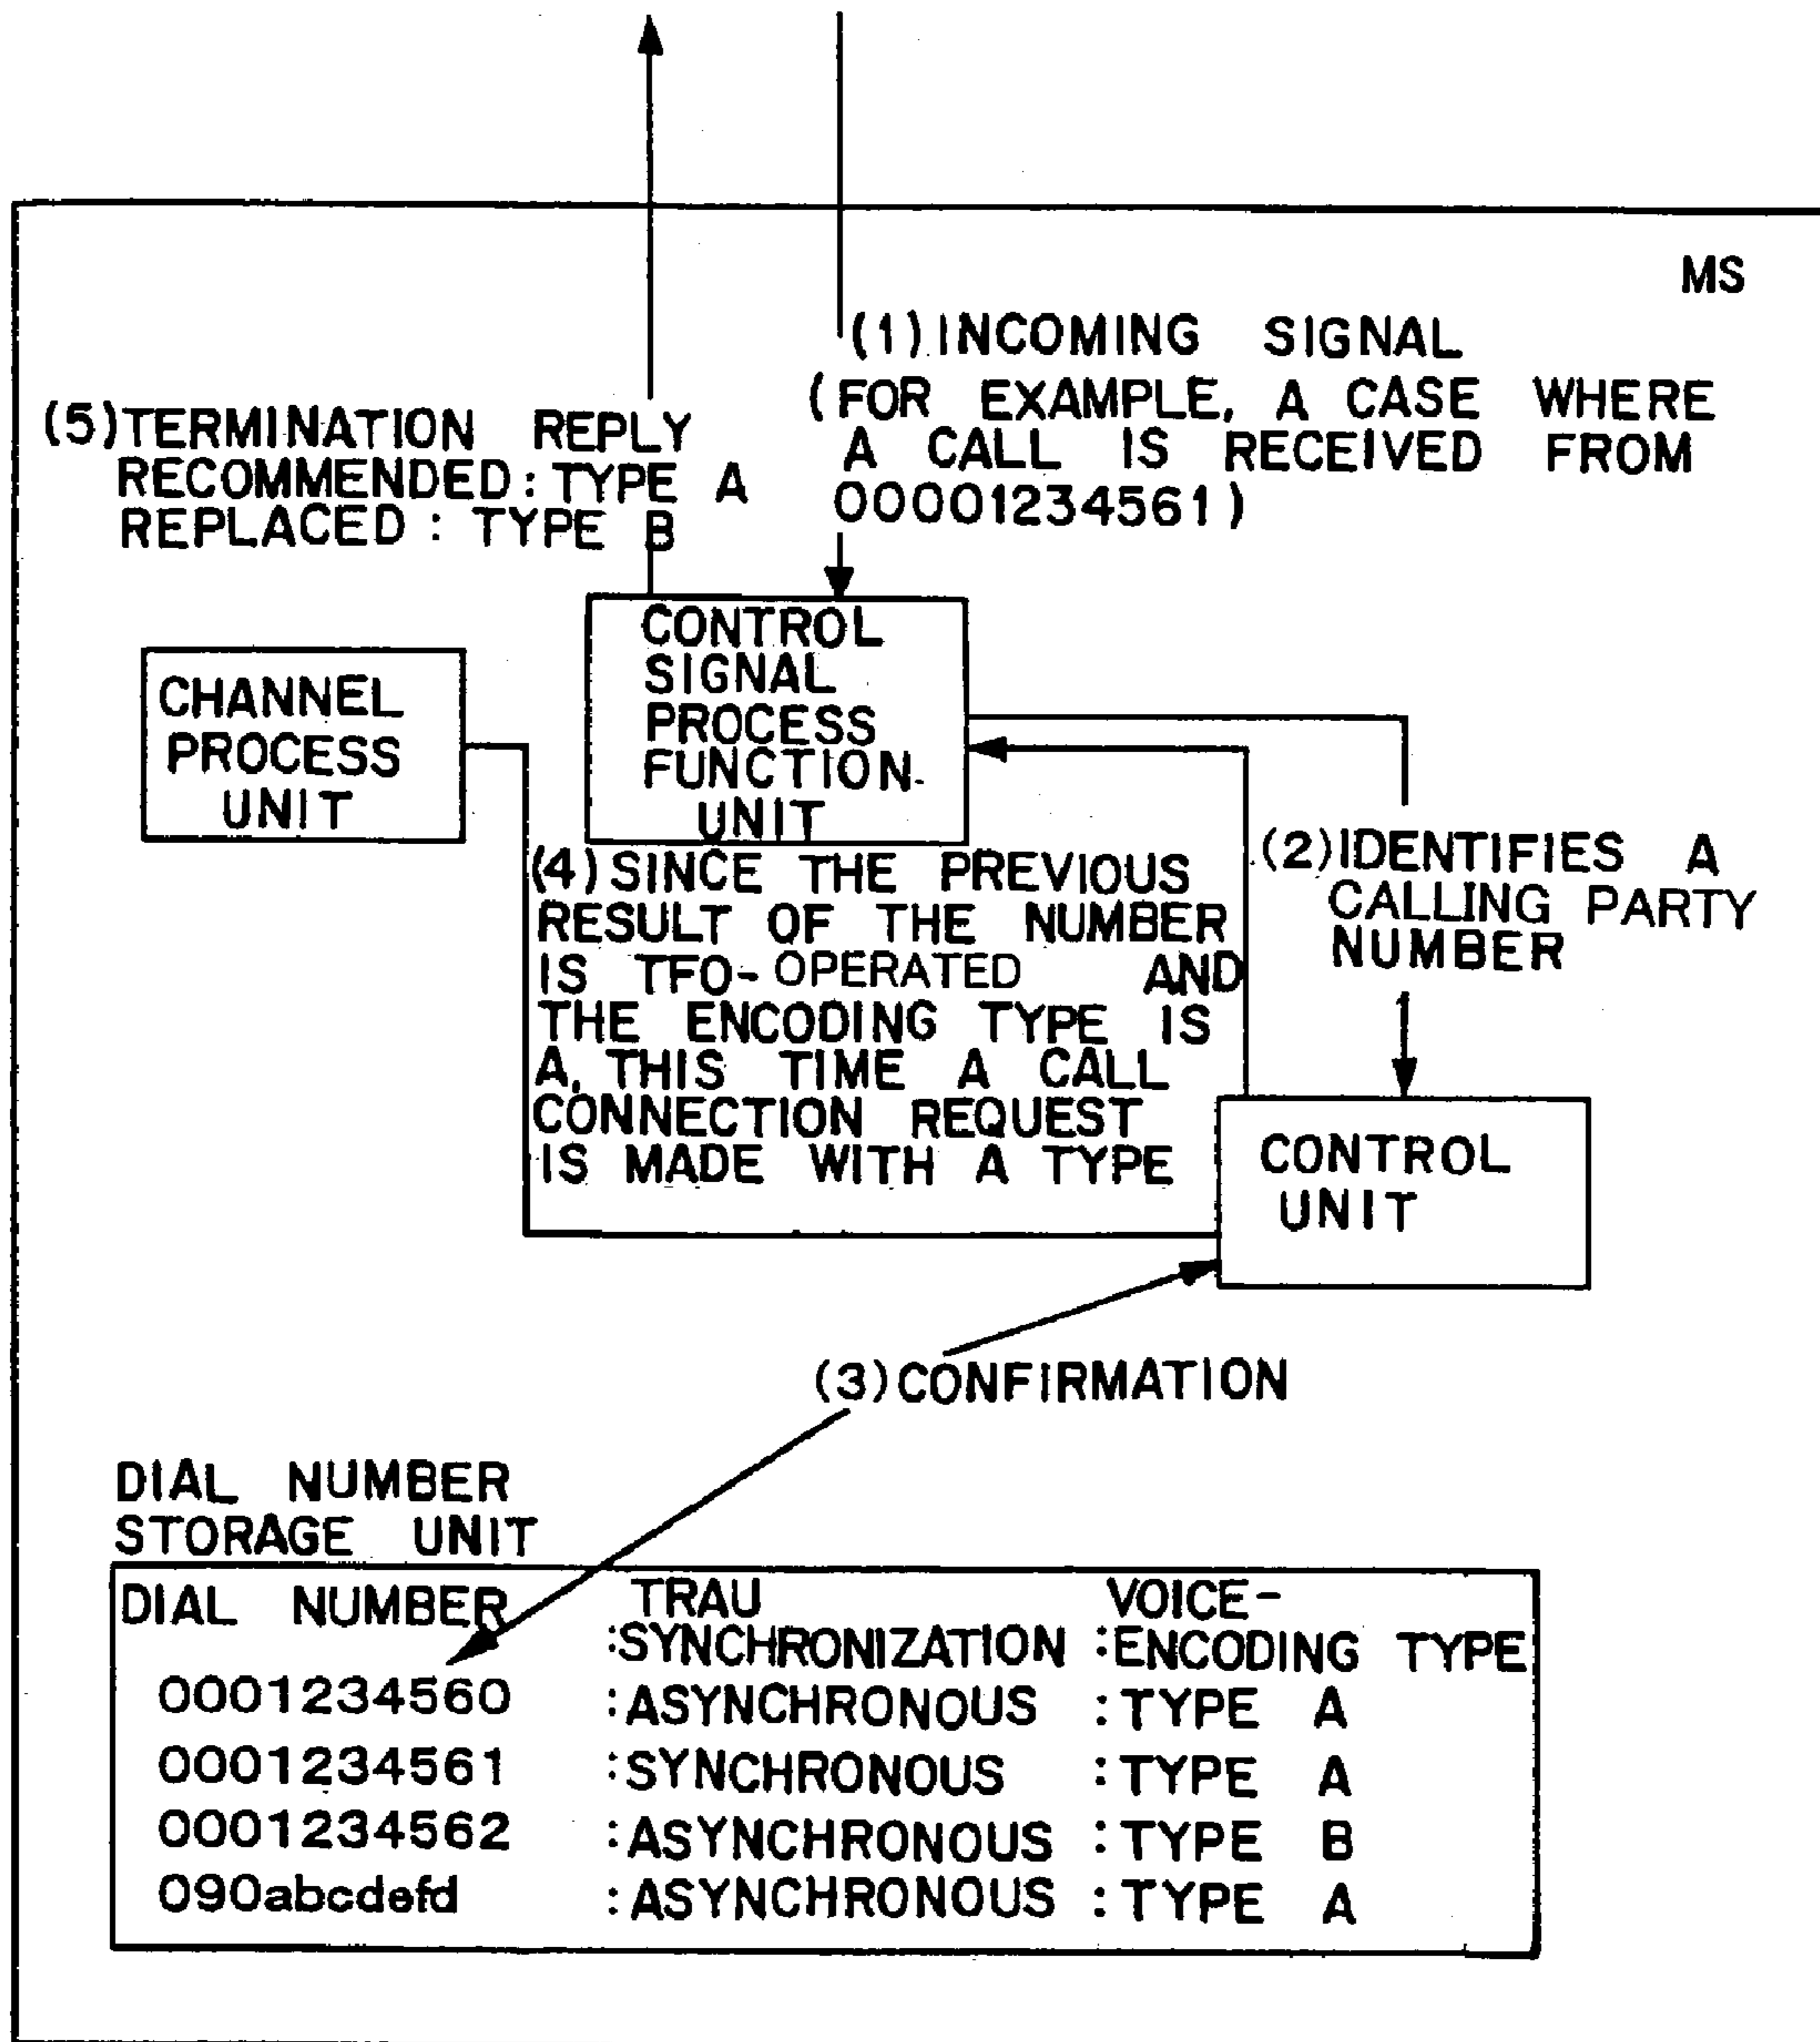 MS
(1) INCOMING SIGNAL
(FOR EXAMPLE, A CASE WHERE
A CALL IS RECEIVED FROM
00001234561)
(5) TERMINATION REPLY
RECOMMENDED : TYPE A
REPLACED : TYPE B
CONTROL
SIGNAL
PROCESS
FUNCTION
UNIT
CHANNEL
PROCESS
UNIT
(2) IDENTIFIES A
CALLING PARTY
NUMBER
(4) SINCE THE PREVIOUS
RESULT OF THE NUMBER
IS TFO-OPERATED AND
THE ENCODING TYPE IS
A, THIS TIME A CALL
CONNECTION REQUEST
IS MADE WITH A TYPE
CONTROL
UNIT
(3) CONFIRMATION
DIAL NUMBER
STORAGE UNIT
DIAL NUMBER TRAU VOICE-
:SYNCHRONIZATION :ENCODING TYPE
0001234560 :ASYNCHRONOUS :TYPE A
0001234561 :SYNCHRONOUS :TYPE A
0001234562 :ASYNCHRONOUS :TYPE B
090abcdefd :ASYNCHRONOUS :TYPE A